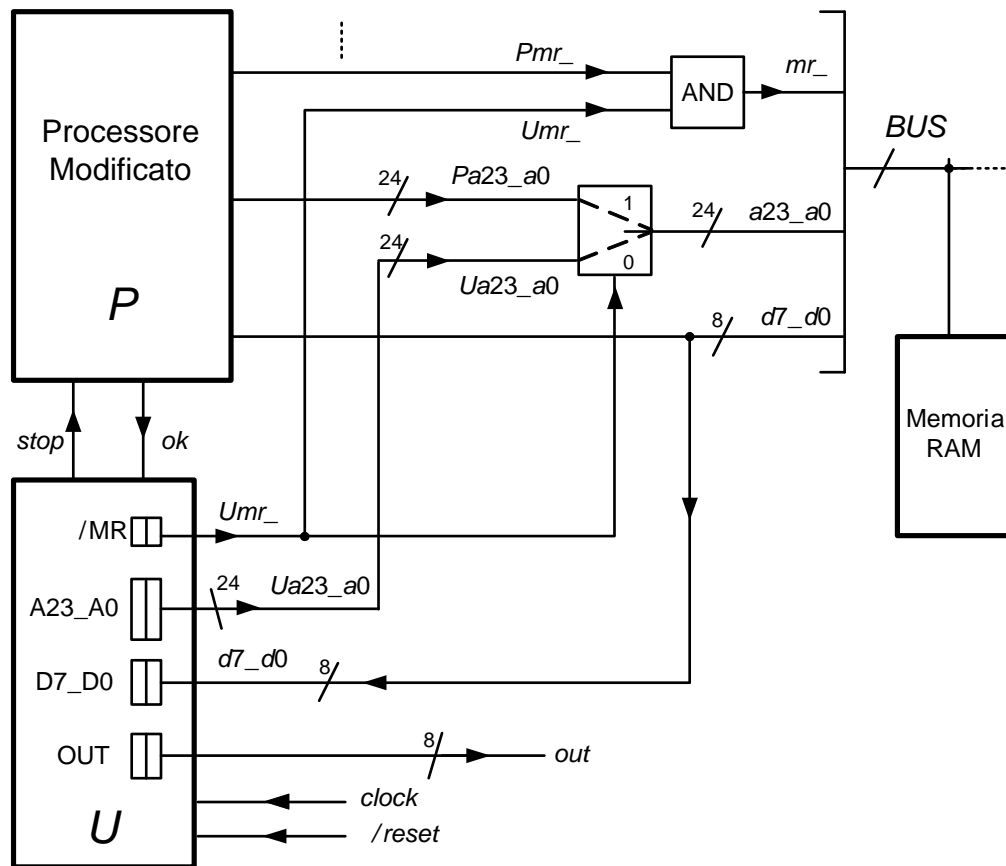 Processore
Modificato
P
Pmr_
Umr_
AND
mr_
BUS
24
Pa23_a0
1
24
a23_a0
24
Ua23_a0
0
8
d7_d0
stop
ok
Memoria
RAM
/MR
Umr_
A23_A0
24
Ua23_a0
D7_D0
d7_d0
8
OUT
8
out
clock
/reset
U